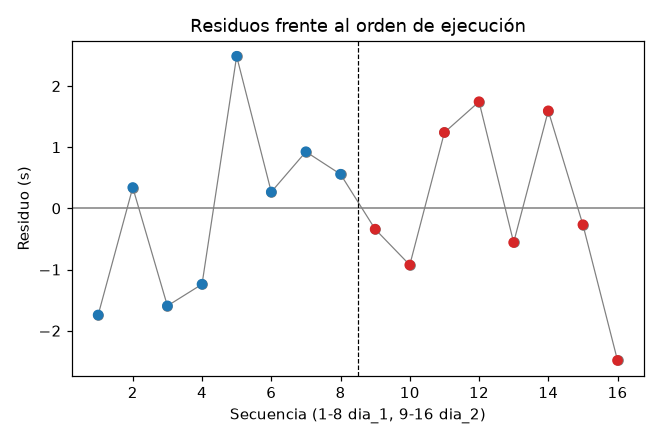 Residuos frente al orden de ejecución
Residuo (s)
2
1
0
−1
−2
2 4 6 8 10 12 14 16
Secuencia (1-8 dia_1, 9-16 dia_2)